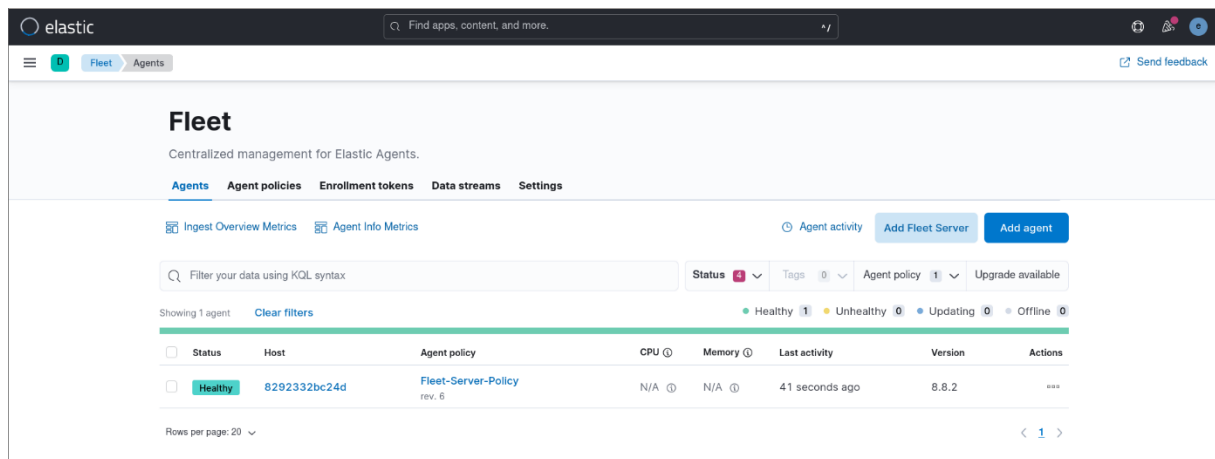 elastic
Find apps, content, and more.
^/
e
D
Fleet
Agents
Send feedback
Fleet
Centralized management for Elastic Agents.
Agents Agent policies Enrollment tokens Data streams Settings
Ingest Overview Metrics Agent Info Metrics Agent activity Add Fleet Server Add agent
Filter your data using KQL syntax Status 4 Tags 0 Agent policy 1 Upgrade available
Showing 1 agent Clear filters Healthy 1 Unhealthy 0 Updating 0 Offline 0
Status Host Agent policy CPU Memory Last activity Version Actions
Healthy 8292332bc24d Fleet-Server-Policy N/A N/A 41 seconds ago 8.8.2
rev. 6
Rows per page: 20 < 1 >